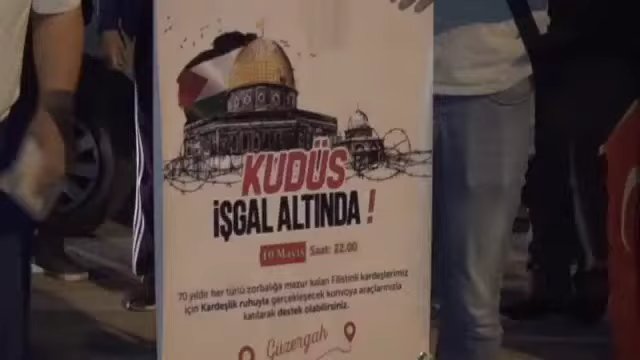 KUDÜS
İŞGAL ALTINDA !
10 Mayıs Saat: 22.00
70 yıldır her türlü zorbalığa maruz kalan Filistinli kardeşlerimiz
için Kardeşlik ruhuyla gerçekleşecek konvoya araçlarınızla
katılarak destek olabilirsiniz.
Güzergah